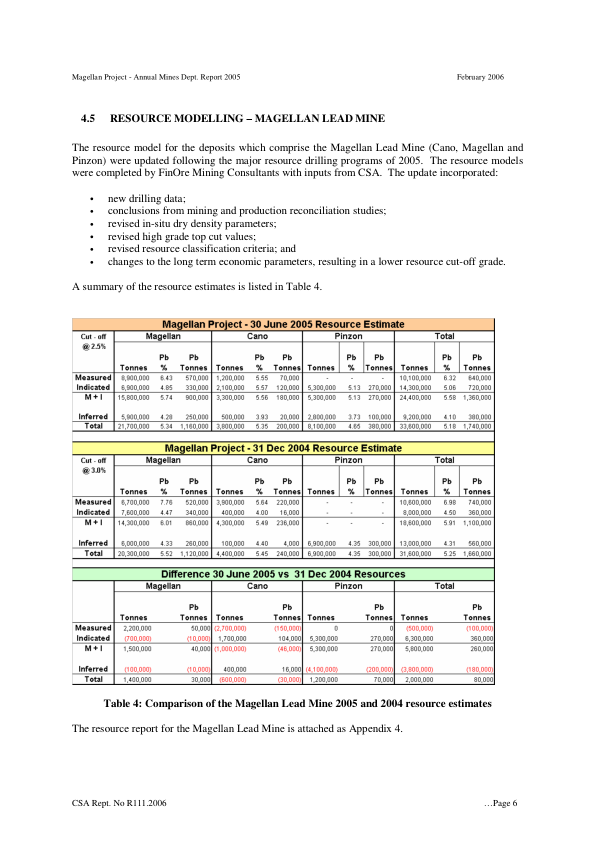 Magellan Project - Annual Mines Dept. Report 2005 February 2006
4.5 RESOURCE MODELLING – MAGELLAN LEAD MINE
The resource model for the deposits which comprise the Magellan Lead Mine (Cano, Magellan and
Pinzon) were updated following the major resource drilling programs of 2005. The resource models
were completed by FinOre Mining Consultants with inputs from CSA. The update incorporated:
• new drilling data;
• conclusions from mining and production reconciliation studies;
• revised in-situ dry density parameters;
• revised high grade top cut values;
• revised resource classification criteria; and
• changes to the long term economic parameters, resulting in a lower resource cut-off grade.
A summary of the resource estimates is listed in Table 4.
Magellan Project - 30 June 2005 Resource Estimate
Cut - off Magellan Cano Pinzon Total
@ 2.5%
Pb Pb Pb Pb Pb Pb Pb Pb
Tonnes % Tonnes Tonnes % Tonnes Tonnes % Tonnes Tonnes % Tonnes
Measured 8,900,000 6.43 570,000 1,200,000 5.55 70,000 - - - 10,100,000 6.32 640,000
Indicated 6,900,000 4.85 330,000 2,100,000 5.57 120,000 5,300,000 5.13 270,000 14,300,000 5.06 720,000
M + I 15,800,000 5.74 900,000 3,300,000 5.56 180,000 5,300,000 5.13 270,000 24,400,000 5.58 1,360,000
Inferred 5,900,000 4.28 250,000 500,000 3.93 20,000 2,800,000 3.73 100,000 9,200,000 4.10 380,000
Total 21,700,000 5.34 1,160,000 3,800,000 5.35 200,000 8,100,000 4.65 380,000 33,600,000 5.18 1,740,000
Magellan Project - 31 Dec 2004 Resource Estimate
Cut - off Magellan Cano Pinzon Total
@ 3.0%
Pb Pb Pb Pb Pb Pb Pb Pb
Tonnes % Tonnes Tonnes % Tonnes Tonnes % Tonnes Tonnes % Tonnes
Measured 6,700,000 7.76 520,000 3,900,000 5.64 220,000 - - - 10,600,000 6.98 740,000
Indicated 7,600,000 4.47 340,000 400,000 4.00 16,000 - - - 8,000,000 4.50 360,000
M + I 14,300,000 6.01 860,000 4,300,000 5.49 236,000 - - - 18,600,000 5.91 1,100,000
Inferred 6,000,000 4.33 260,000 100,000 4.40 4,000 6,900,000 4.35 300,000 13,000,000 4.31 560,000
Total 20,300,000 5.52 1,120,000 4,400,000 5.45 240,000 6,900,000 4.35 300,000 31,600,000 5.25 1,660,000
Difference 30 June 2005 vs 31 Dec 2004 Resources
Magellan Cano Pinzon Total
Pb Pb Pb Pb
Tonnes Tonnes Tonnes Tonnes Tonnes Tonnes Tonnes Tonnes
Measured 2,200,000 50,000 (2,700,000) (150,000) 0 0 (500,000) (100,000)
Indicated (700,000) (10,000) 1,700,000 104,000 5,300,000 270,000 6,300,000 360,000
M + I 1,500,000 40,000 (1,000,000) (46,000) 5,300,000 270,000 5,800,000 260,000
Inferred (100,000) (10,000) 400,000 16,000 (4,100,000) (200,000) (3,800,000) (180,000)
Total 1,400,000 30,000 (600,000) (30,000) 1,200,000 70,000 2,000,000 80,000
Table 4: Comparison of the Magellan Lead Mine 2005 and 2004 resource estimates
The resource report for the Magellan Lead Mine is attached as Appendix 4.
CSA Rept. No R111.2006 …Page 6